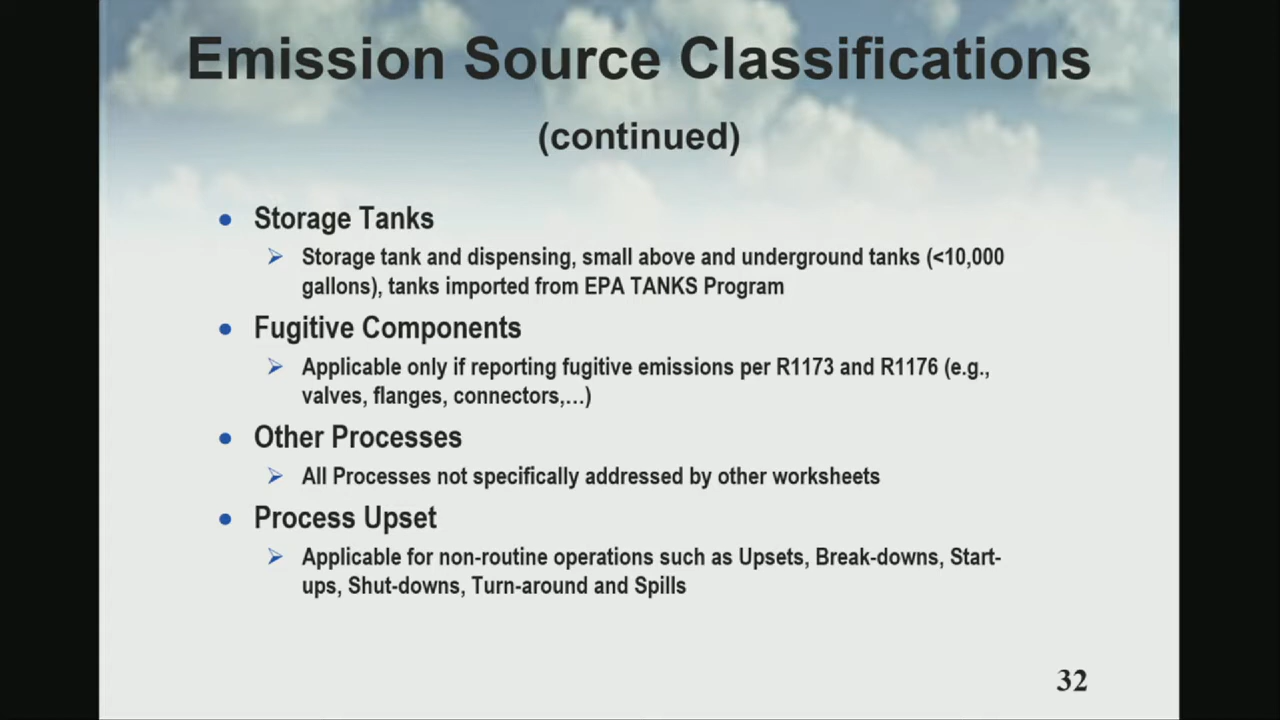 Emission Source Classifications
(continued)
Storage Tanks
Storage tank and dispensing, small above and underground tanks (<10,000
gallons), tanks imported from EPA TANKS Program
Fugitive Components
Applicable only if reporting fugitive emissions per R1173 and R1176 (e.g.,
valves, flanges, connectors,...)
Other Processes
All Processes not specifically addressed by other worksheets
Process Upset
Applicable for non-routine operations such as Upsets, Break-downs, Start-
ups, Shut-downs, Turn-around and Spills
32